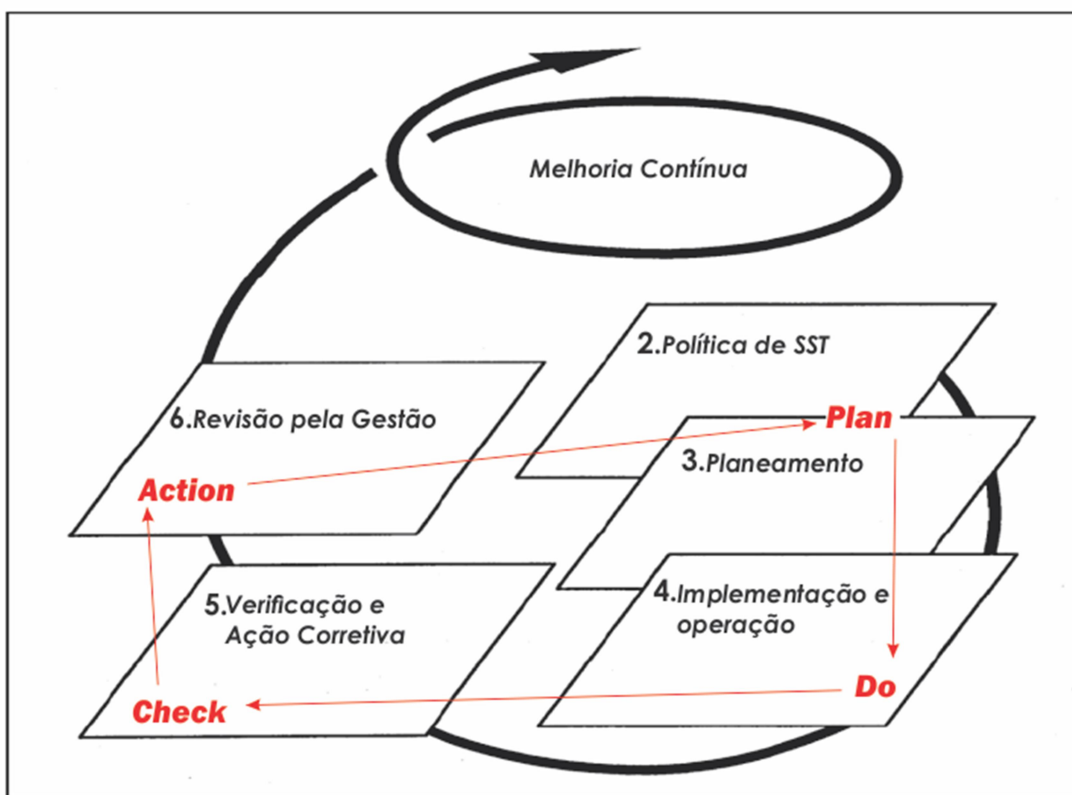 Melhoria Contínua
2.Política de SST
Plan
6.Revisão pela Gestão
3.Planeamento
Action
5.Verificação e
Ação Corretiva
4.Implementação e
operação
Do
Check